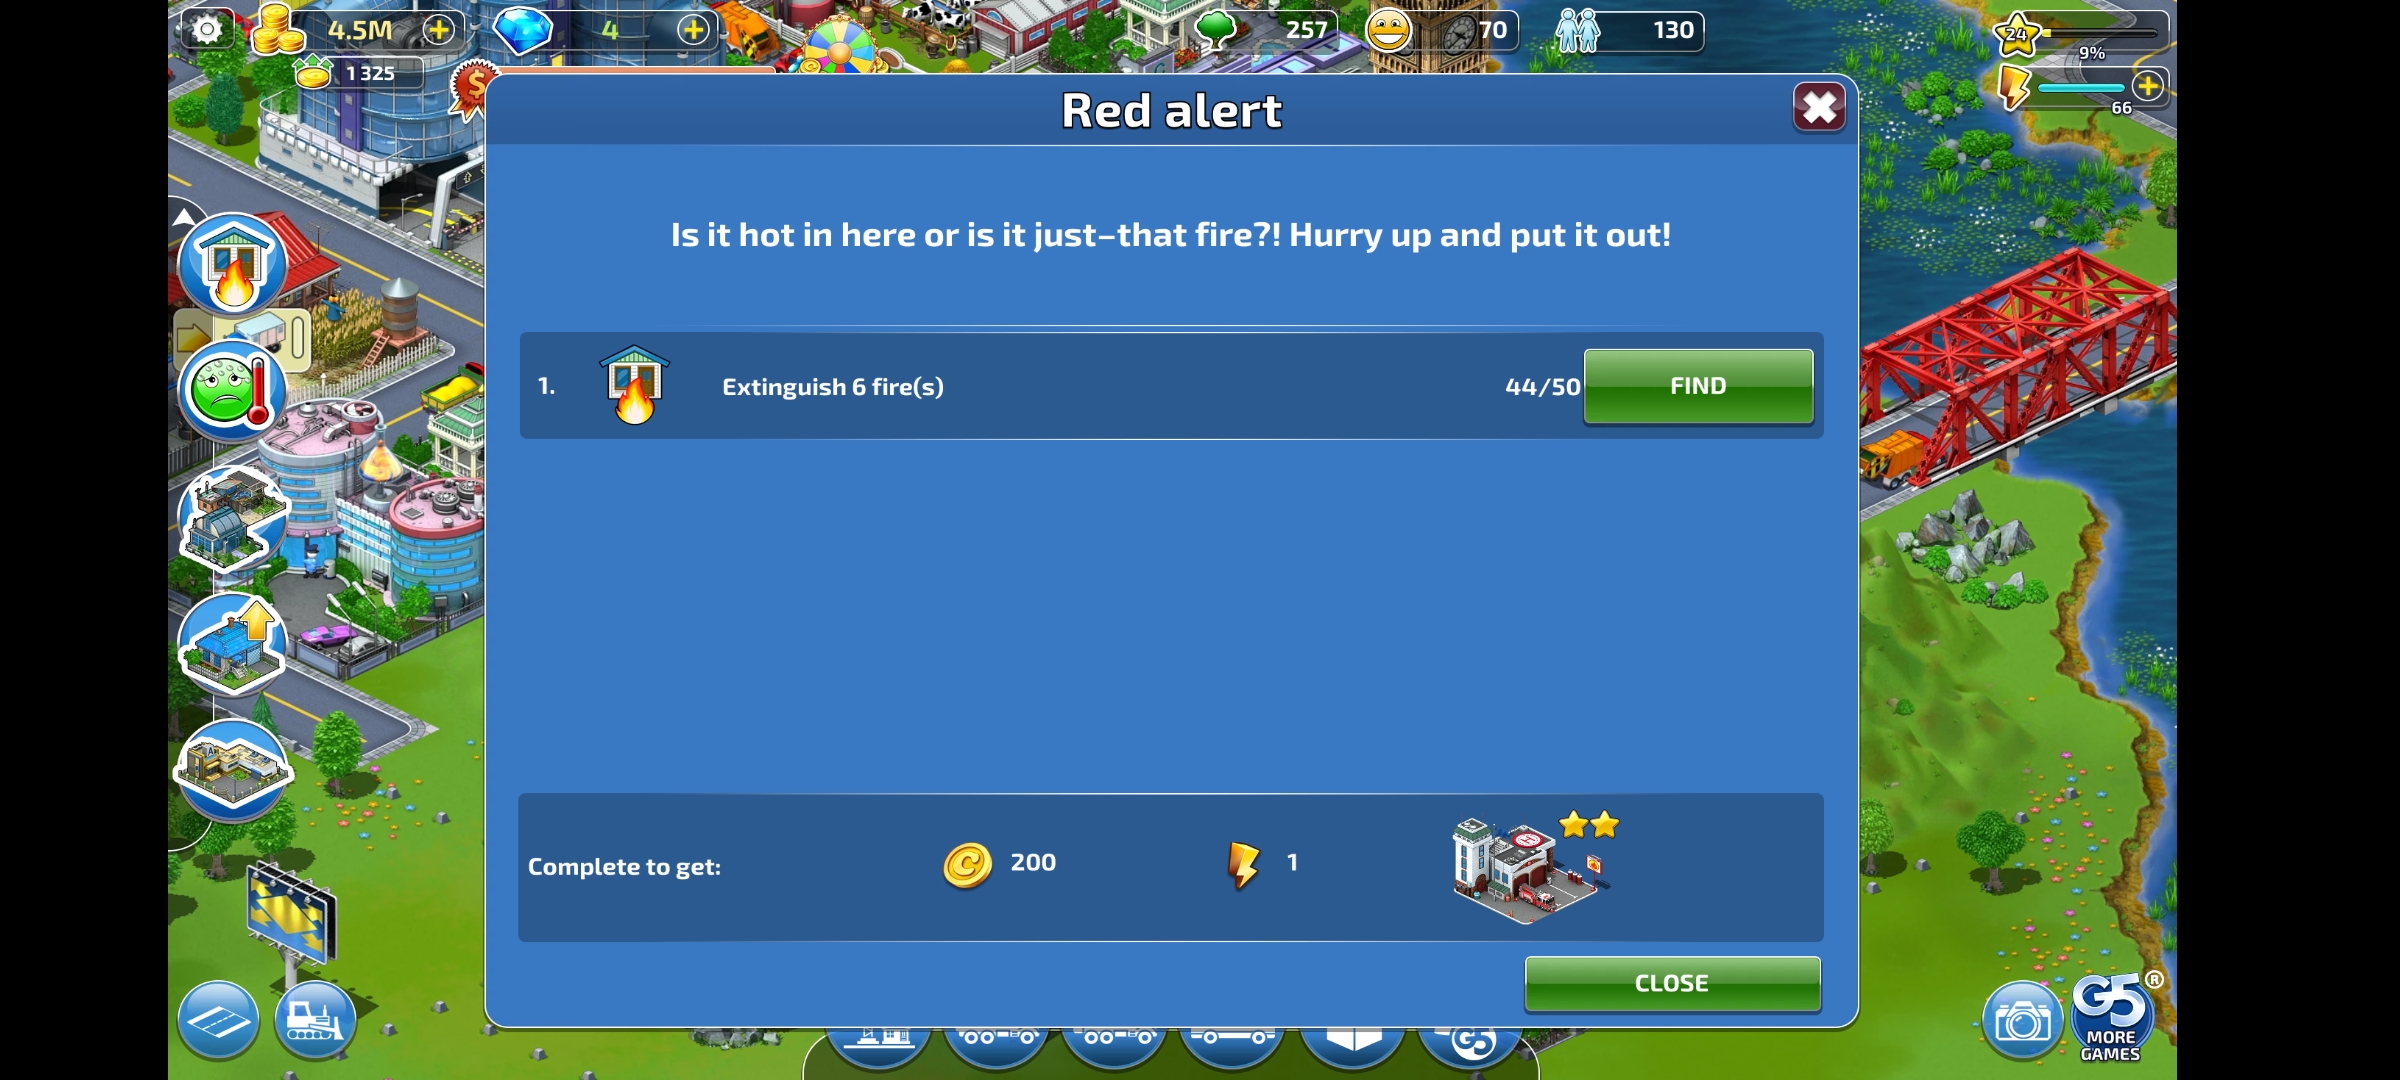 4.5M
4
257
70
130
24
9%
1 325
66
Red alert
Is it hot in here or is it just–that fire?! Hurry up and put it out!
1.
Extinguish 6 fire(s)
44/50
FIND
Complete to get:
200
1
CLOSE
G5
G5®
MORE
GAMES